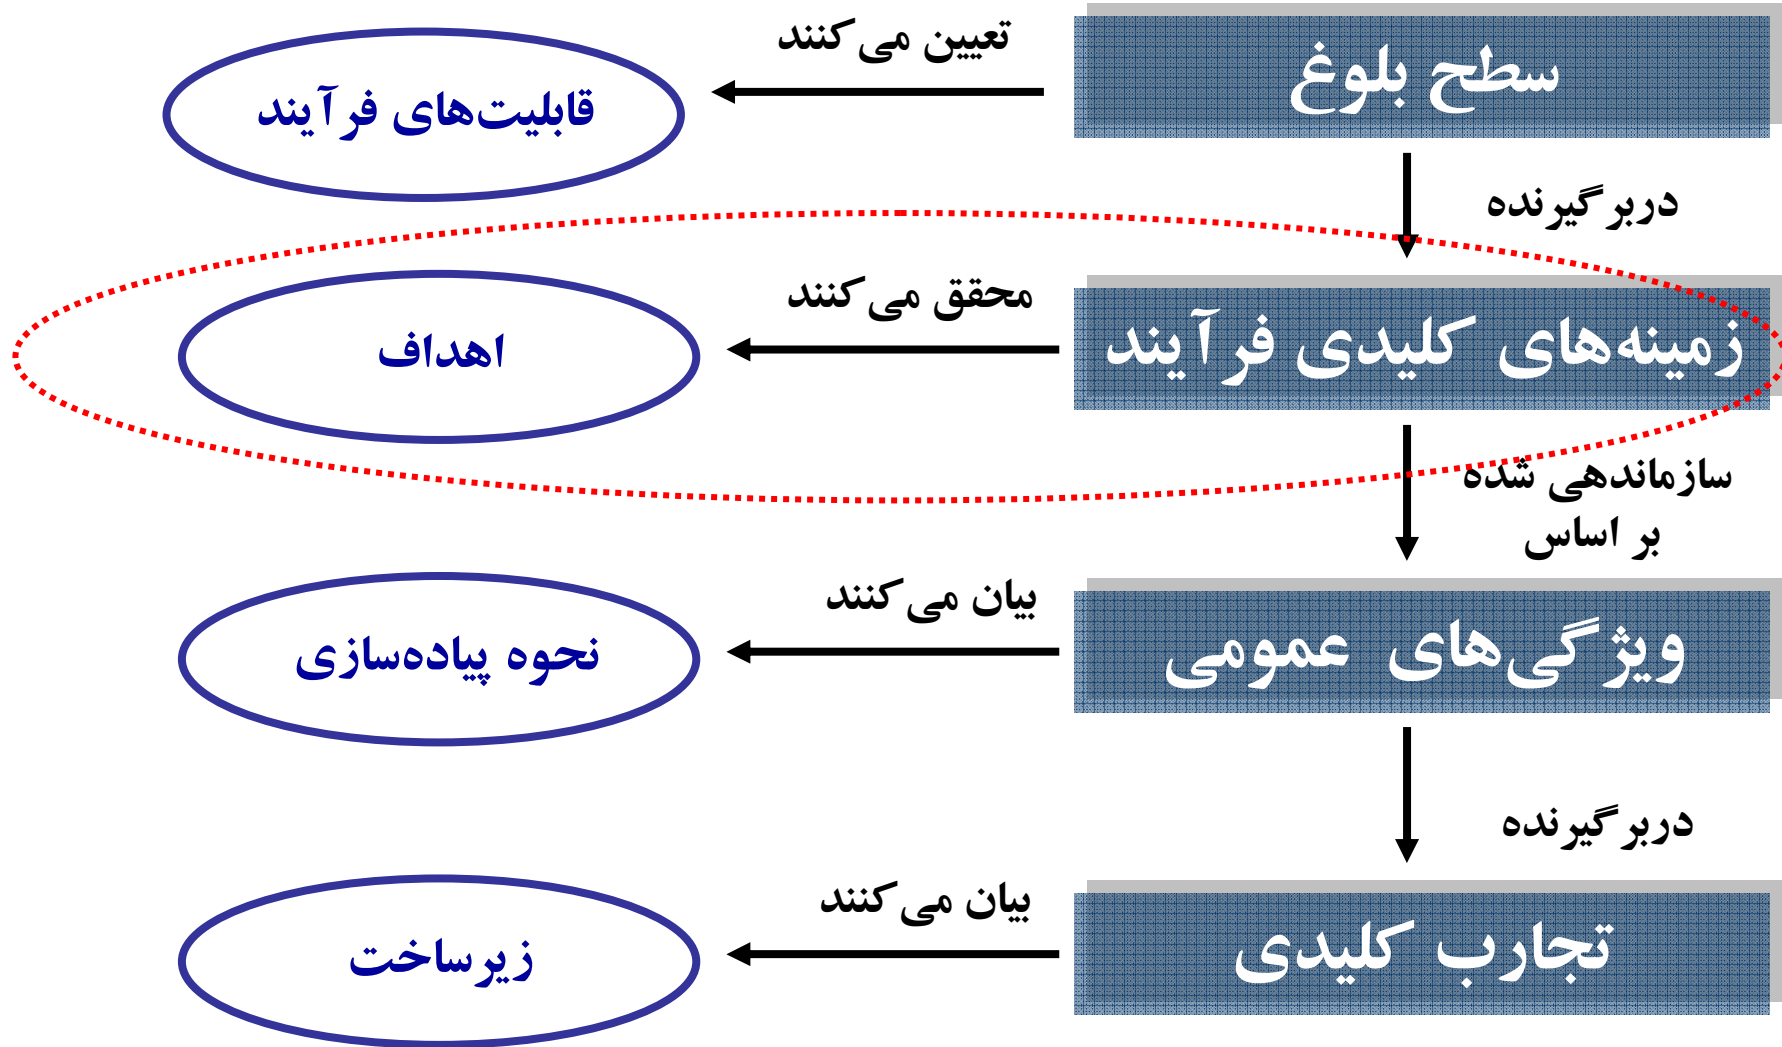 سطح بلوغ
تعیین می‌کنند
قابلیت‌های فرآیند
دربرگیرنده
زمینه‌های کلیدی فرآیند
محقق می‌کنند
اهداف
سازماندهی شده
بر اساس
ویژگی‌های عمومی
بیان می‌کنند
نحوه پیاده‌سازی
دربرگیرنده
تجارب کلیدی
بیان می‌کنند
زیرساخت